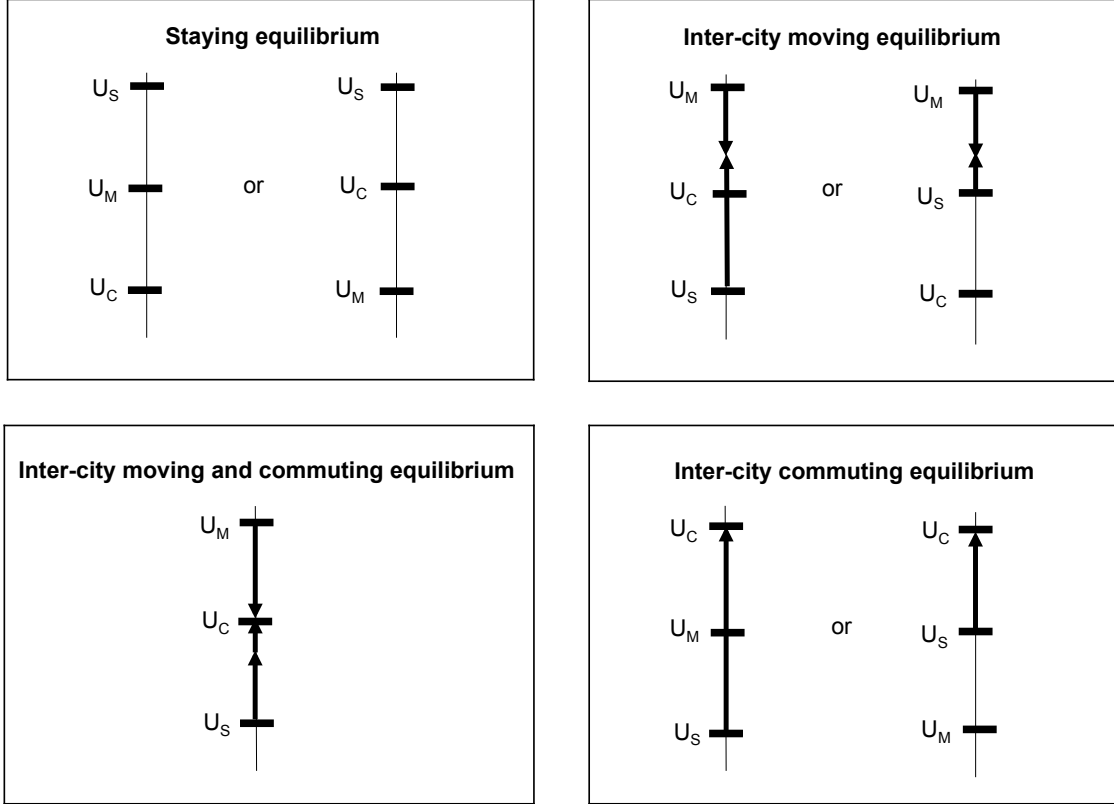 Staying equilibrium
U_S U_S
U_M or U_C
U_C U_M
Inter-city moving equilibrium
U_M U_M
U_C or U_S
U_S U_C
Inter-city moving and commuting equilibrium
U_M
U_C
U_S
Inter-city commuting equilibrium
U_C U_C
U_M or U_S
U_S U_M